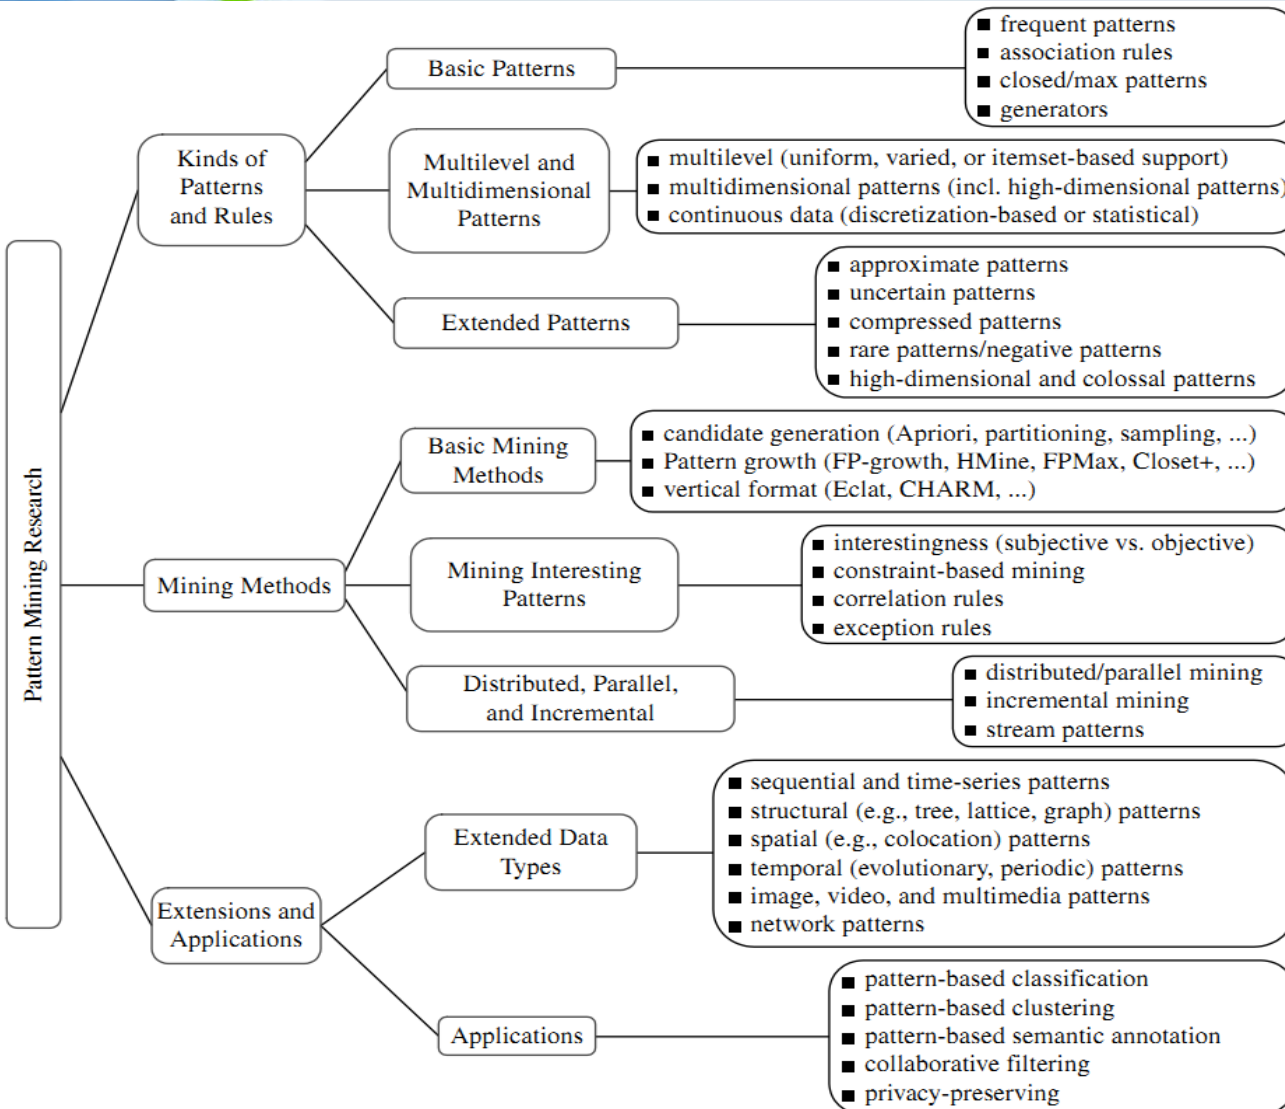 Pattern Mining Research
Kinds of
Patterns
and Rules
Basic Patterns
■ frequent patterns
■ association rules
■ closed/max patterns
■ generators
Multilevel and
Multidimensional
Patterns
■ multilevel (uniform, varied, or itemset-based support)
■ multidimensional patterns (incl. high-dimensional patterns)
■ continuous data (discretization-based or statistical)
Extended Patterns
■ approximate patterns
■ uncertain patterns
■ compressed patterns
■ rare patterns/negative patterns
■ high-dimensional and colossal patterns
Mining Methods
Basic Mining
Methods
■ candidate generation (Apriori, partitioning, sampling, ...)
■ Pattern growth (FP-growth, HMine, FPMax, Closet+, ...)
■ vertical format (Eclat, CHARM, ...)
Mining Interesting
Patterns
■ interestingness (subjective vs. objective)
■ constraint-based mining
■ correlation rules
■ exception rules
Distributed, Parallel,
and Incremental
■ distributed/parallel mining
■ incremental mining
■ stream patterns
Extensions and
Applications
Extended Data
Types
■ sequential and time-series patterns
■ structural (e.g., tree, lattice, graph) patterns
■ spatial (e.g., colocation) patterns
■ temporal (evolutionary, periodic) patterns
■ image, video, and multimedia patterns
■ network patterns
Applications
■ pattern-based classification
■ pattern-based clustering
■ pattern-based semantic annotation
■ collaborative filtering
■ privacy-preserving